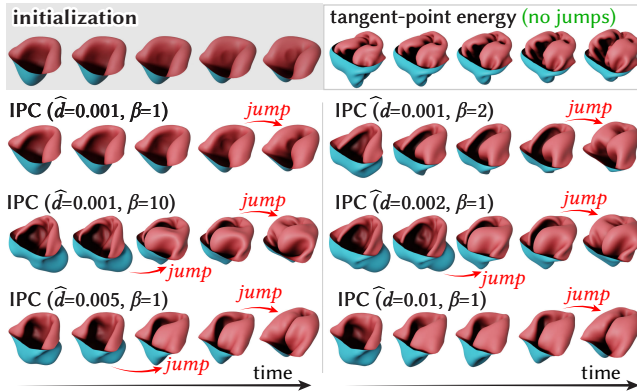 initialization
tangent-point energy (no jumps)
IPC (d̂=0.001, β=1)
jump
IPC (d̂=0.001, β=2)
jump
IPC (d̂=0.001, β=10)
jump
jump
IPC (d̂=0.002, β=1)
jump
jump
IPC (d̂=0.005, β=1)
jump
jump
IPC (d̂=0.01, β=1)
jump
time
time